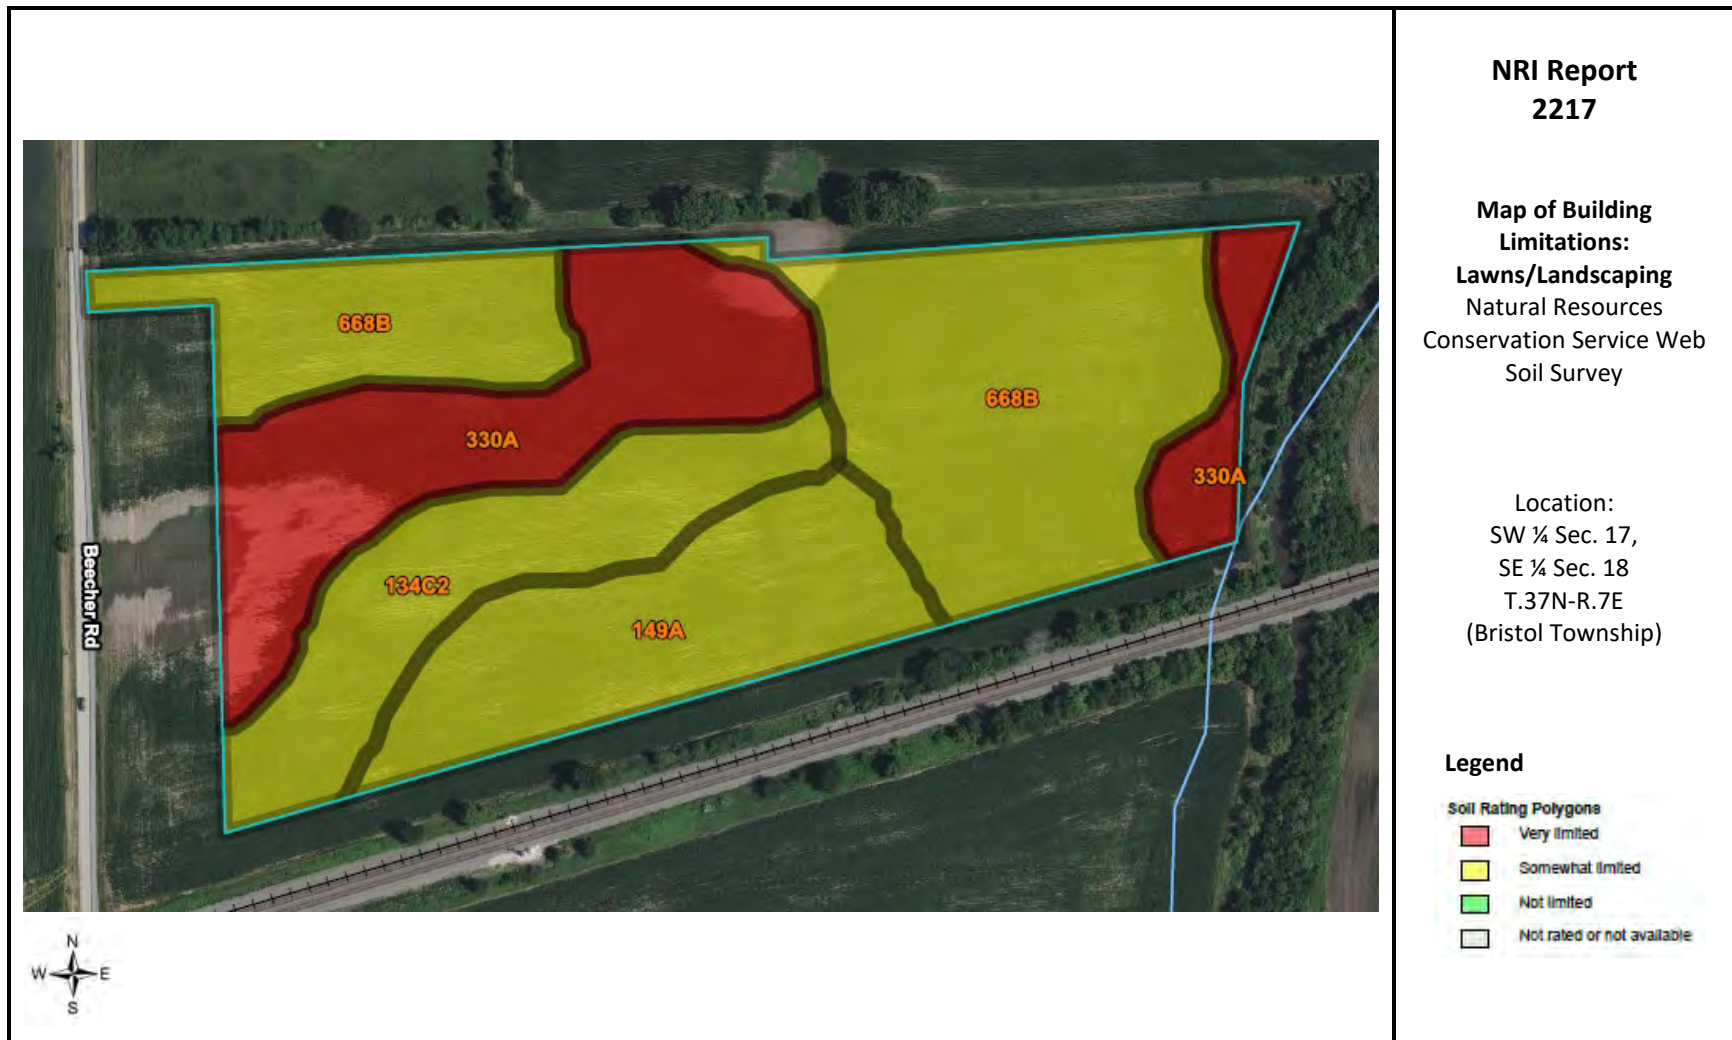 NRI Report
2217
Map of Building
Limitations:
Lawns/Landscaping
Natural Resources
Conservation Service Web
Soil Survey
Location:
SW ¼ Sec. 17,
SE ¼ Sec. 18
T.37N-R.7E
(Bristol Township)
Legend
Soil Rating Polygons
Very limited
Somewhat limited
Not limited
Not rated or not available
668B
330A
668B
330A
134C2
149A
Beecher Rd
N
W E
S